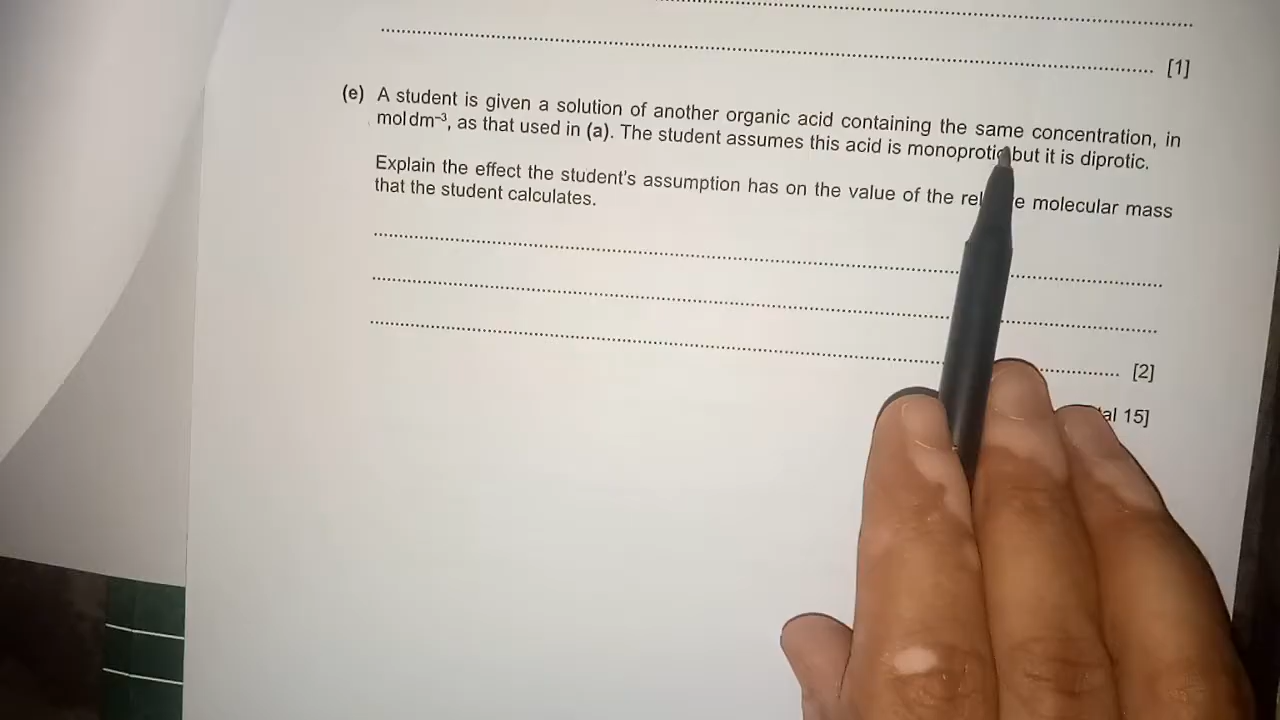 [1]
(e) A student is given a solution of another organic acid containing the same concentration, in
mol dm⁻³, as that used in (a). The student assumes this acid is monoprotic but it is diprotic.
Explain the effect the student's assumption has on the value of the molecular mass
that the student calculates.
[2]
15]